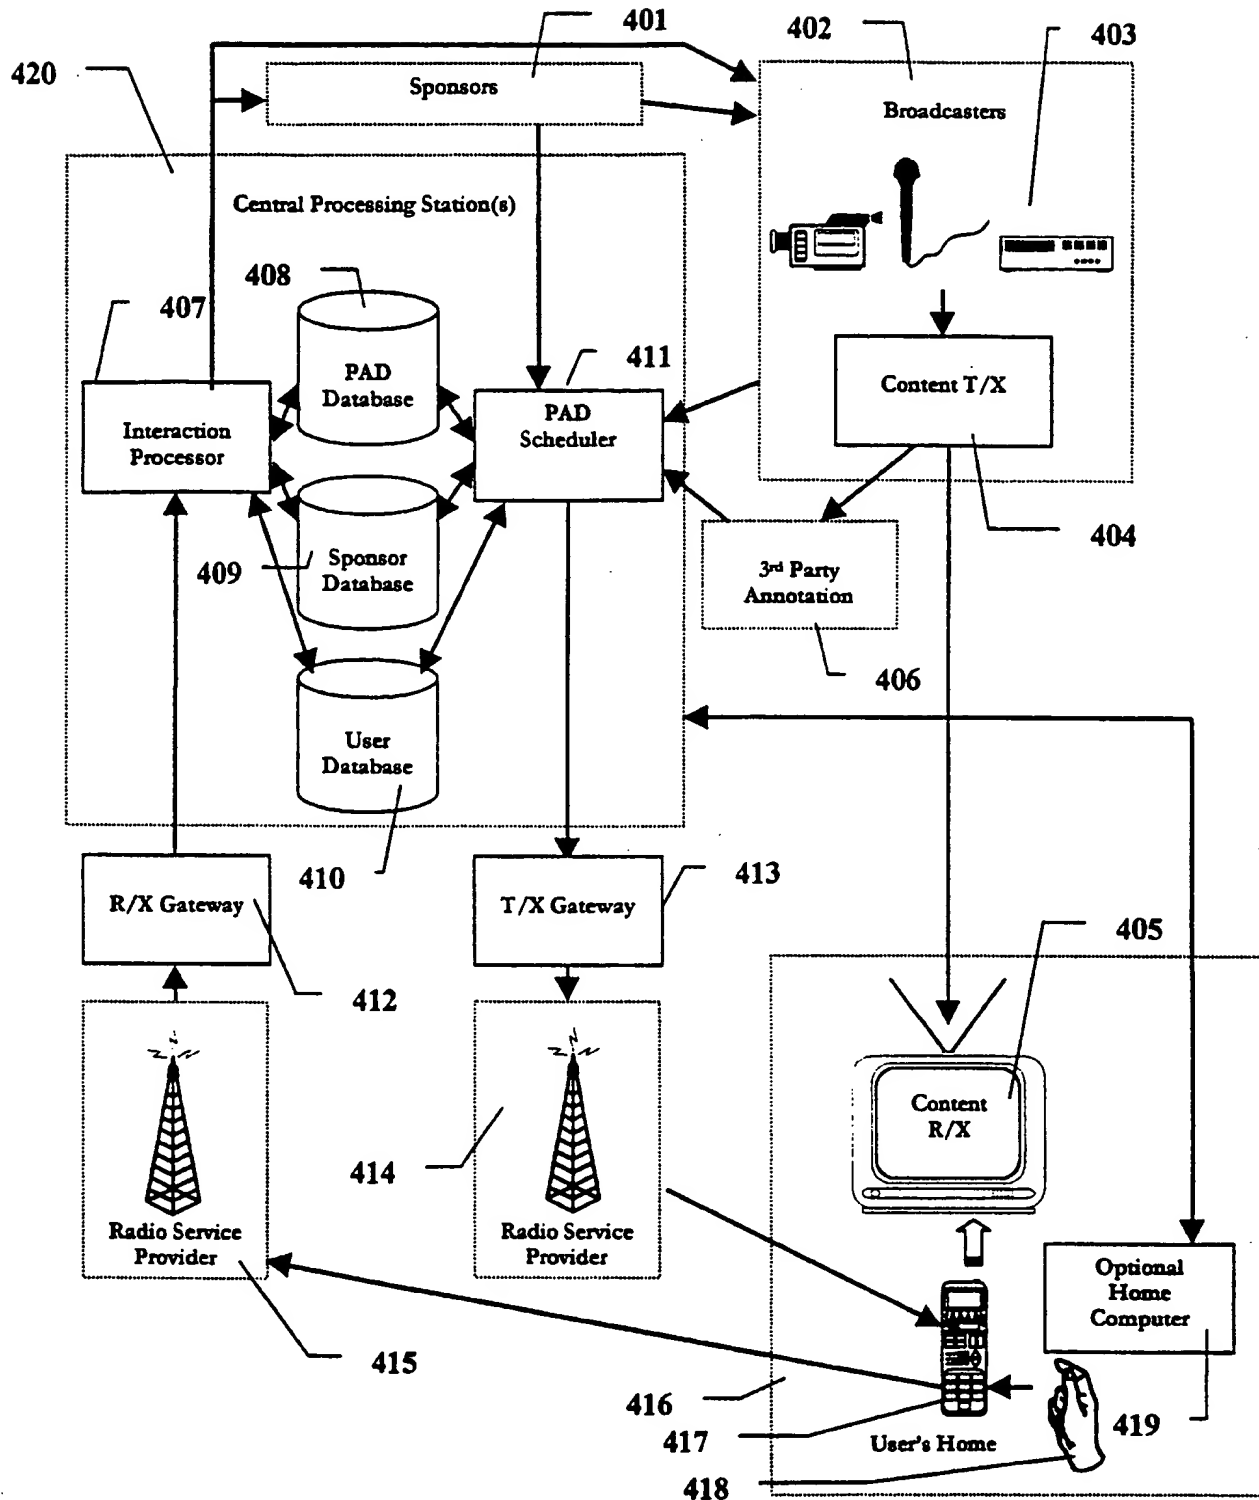 401
402
403
420
Sponsors
Broadcasters
Central Processing Station(s)
408
407
411
PAD
Database
PAD
Scheduler
Content T/X
Interaction
Processor
404
409
Sponsor
Database
3rd Party
Annotation
406
User
Database
410
413
R/X Gateway
T/X Gateway
405
412
Content
R/X
414
Radio Service
Provider
Radio Service
Provider
Optional
Home
Computer
415
416
417
419
User's Home
418